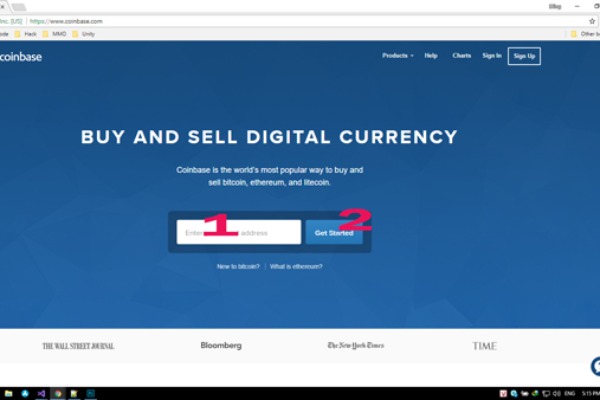 Inc. [US] https://www.coinbase.com
Hack MMO Unity Other b
coinbase
Products Help Charts Sign In Sign Up
BUY AND SELL DIGITAL CURRENCY
Coinbase is the world's most popular way to buy and
sell bitcoin, ethereum, and litecoin.
1 2
address Get Started
New to bitcoin? What is ethereum?
THE WALL STREET JOURNAL Bloomberg The New York Times TIME
ENG 5:15 PM